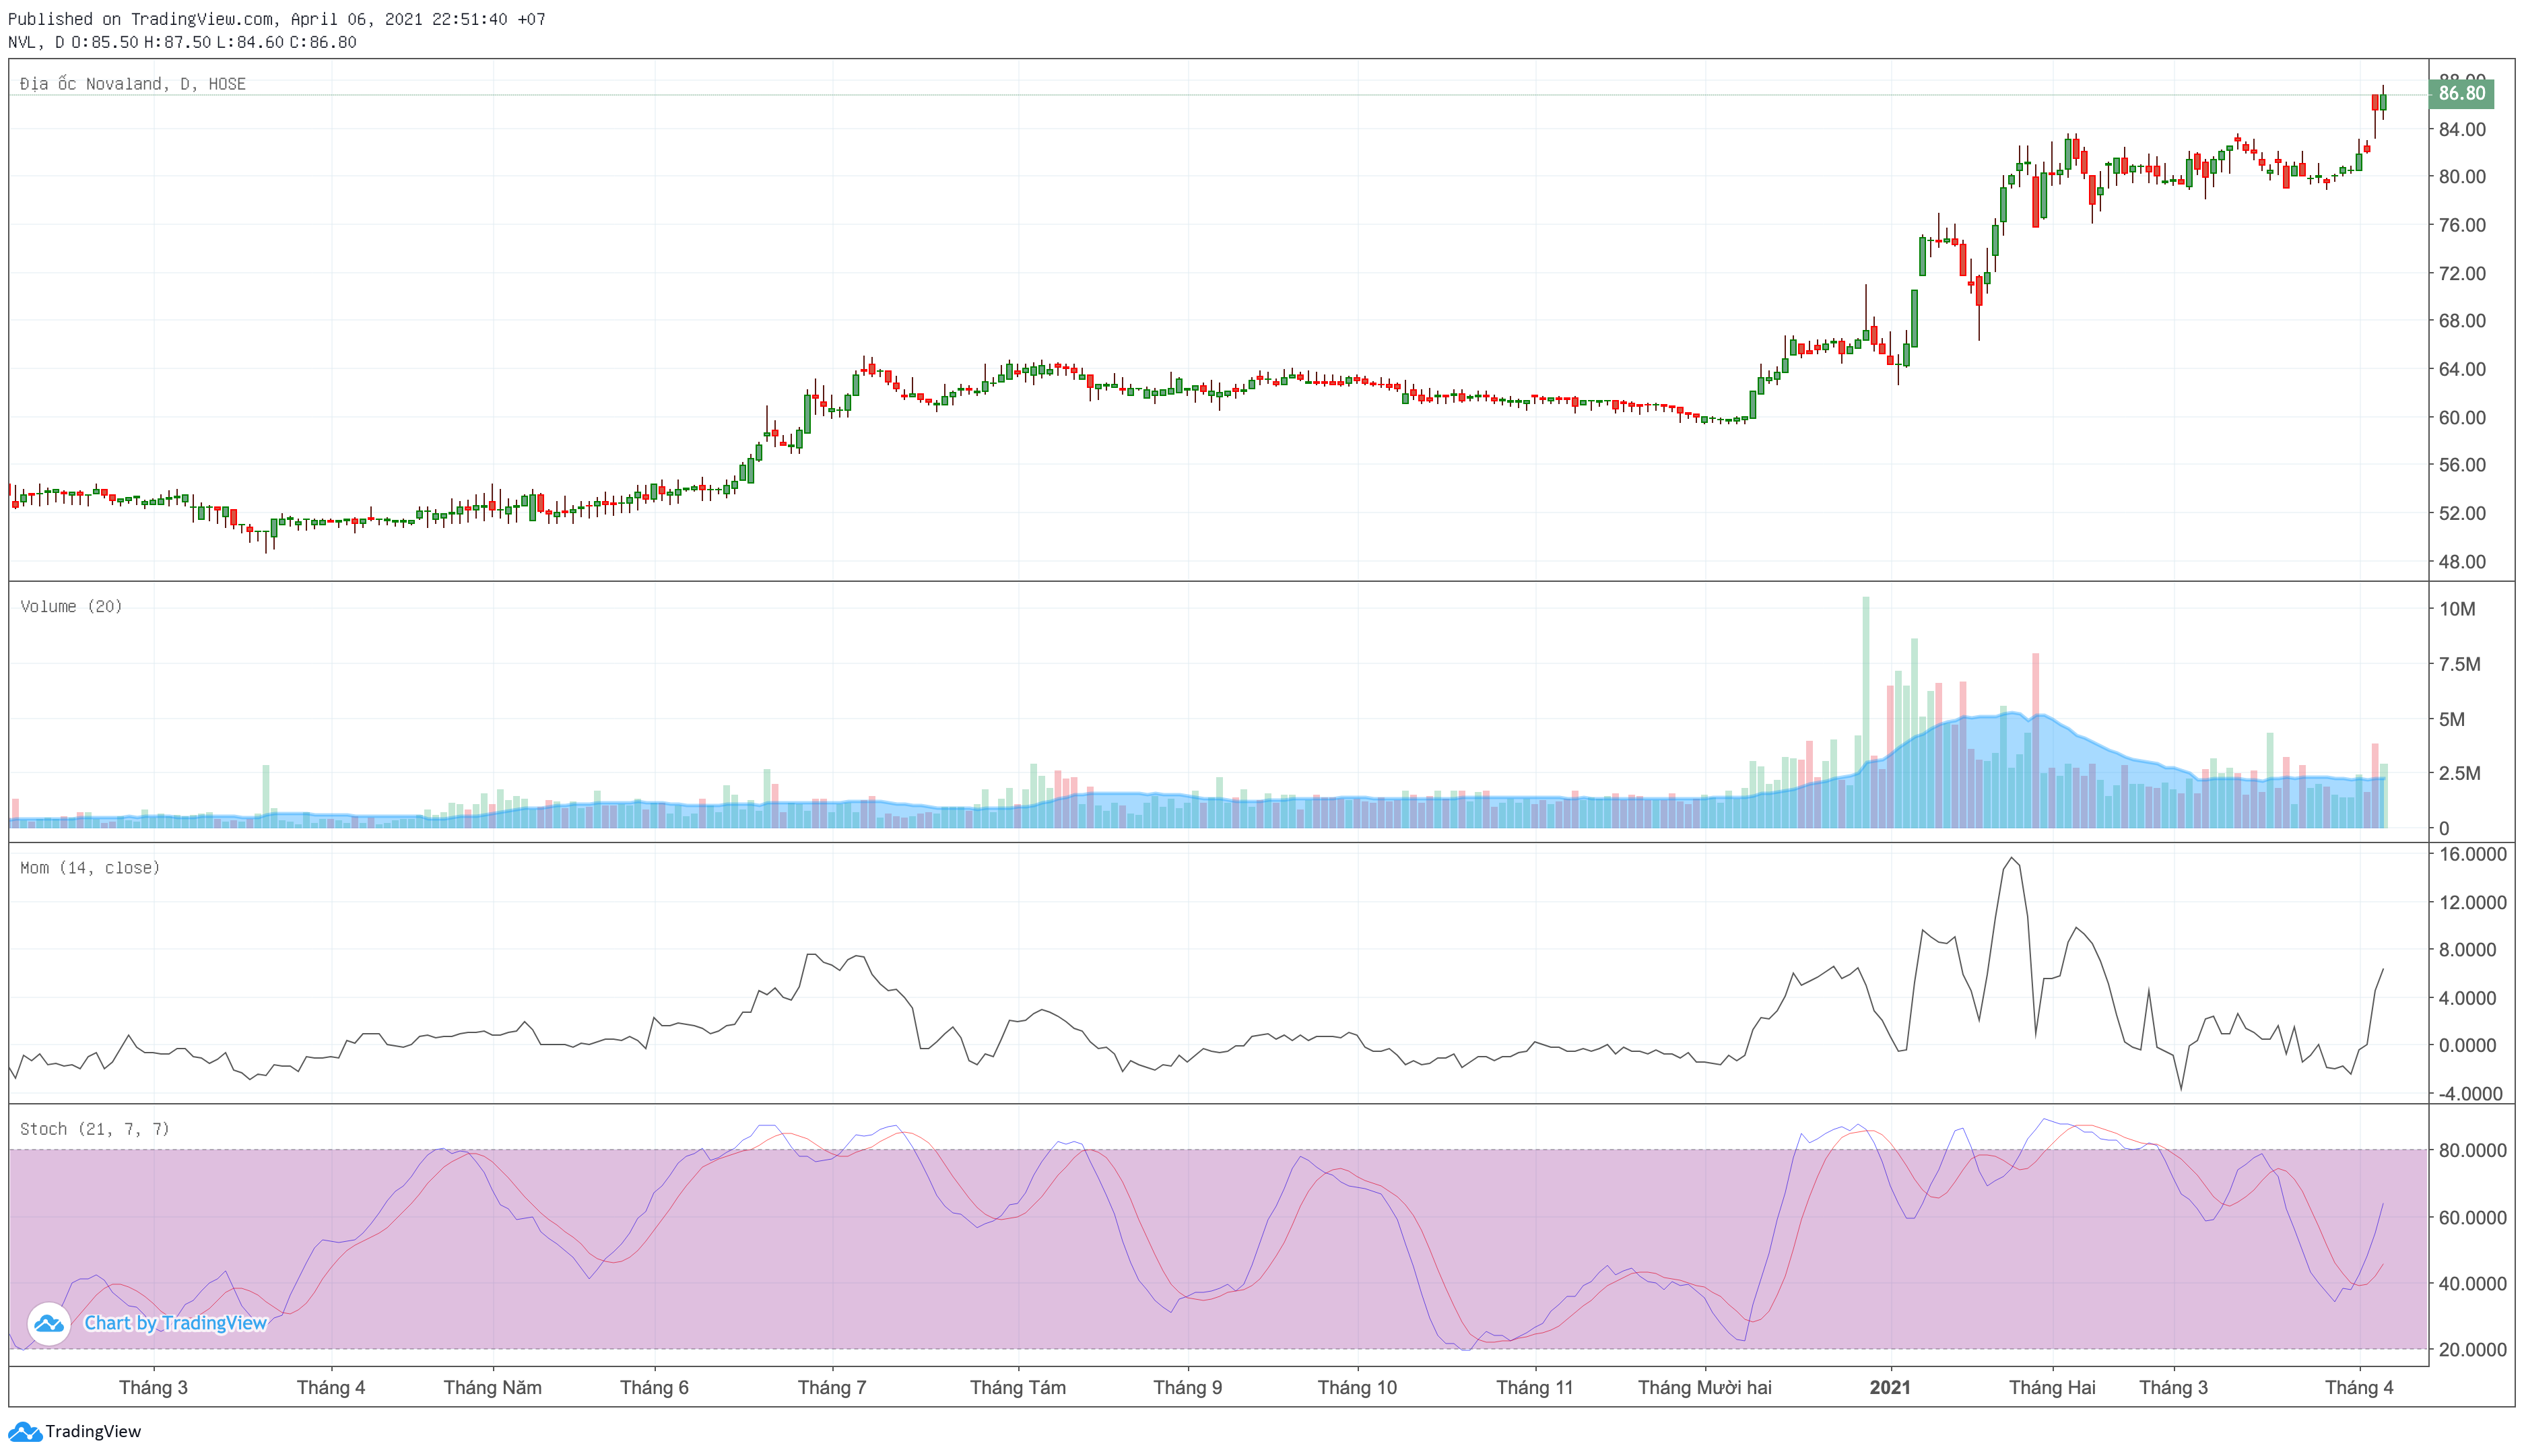 Published on TradingView.com, April 06, 2021 22:51:40 +07
NVL, D O:85.50 H:87.50 L:84.60 C:86.80
Địa ốc Novaland, D, HOSE
88.00
86.80
84.00
80.00
76.00
72.00
68.00
64.00
60.00
56.00
52.00
48.00
Volume (20)
10M
7.5M
5M
2.5M
0
Mom (14, close)
16.0000
12.0000
8.0000
4.0000
0.0000
-4.0000
Stoch (21, 7, 7)
80.0000
60.0000
40.0000
20.0000
Chart by TradingView
Tháng 3 Tháng 4 Tháng Năm Tháng 6 Tháng 7 Tháng Tám Tháng 9 Tháng 10 Tháng 11 Tháng Mười hai 2021 Tháng Hai Tháng 3 Tháng 4
TradingView